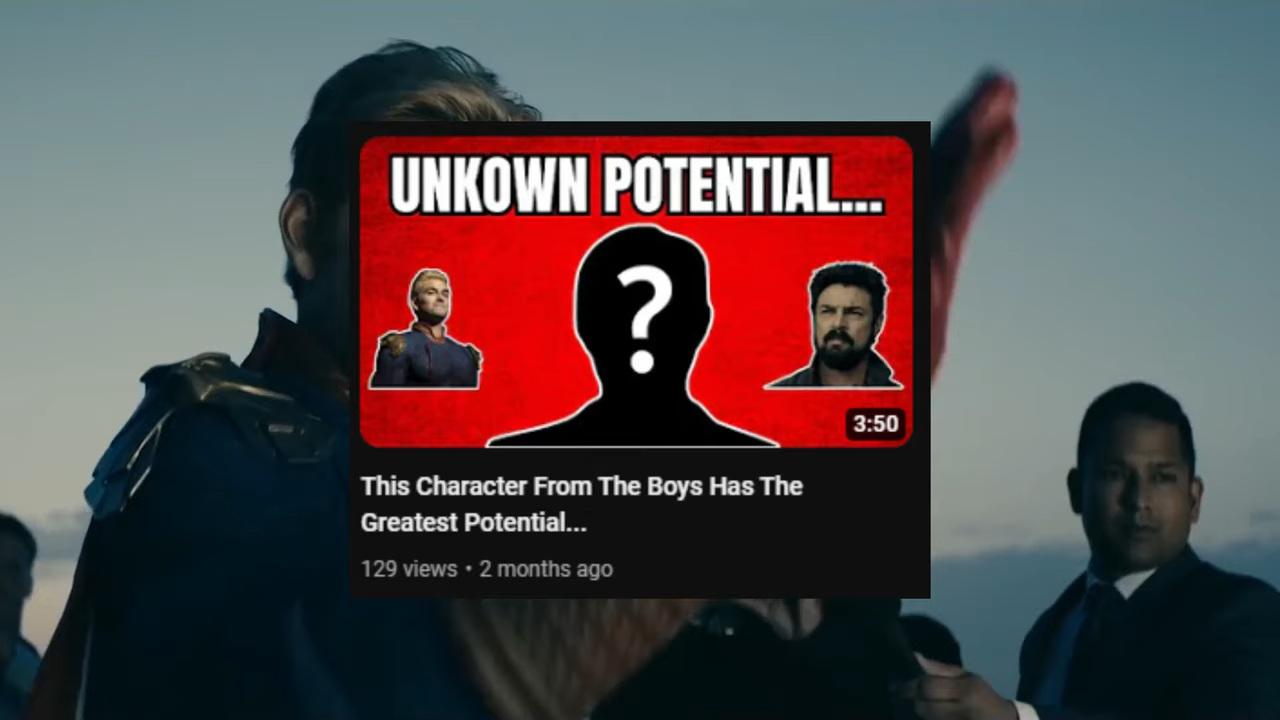 UNKOWN POTENTIAL...
?
3:50
This Character From The Boys Has The
Greatest Potential...
129 views • 2 months ago